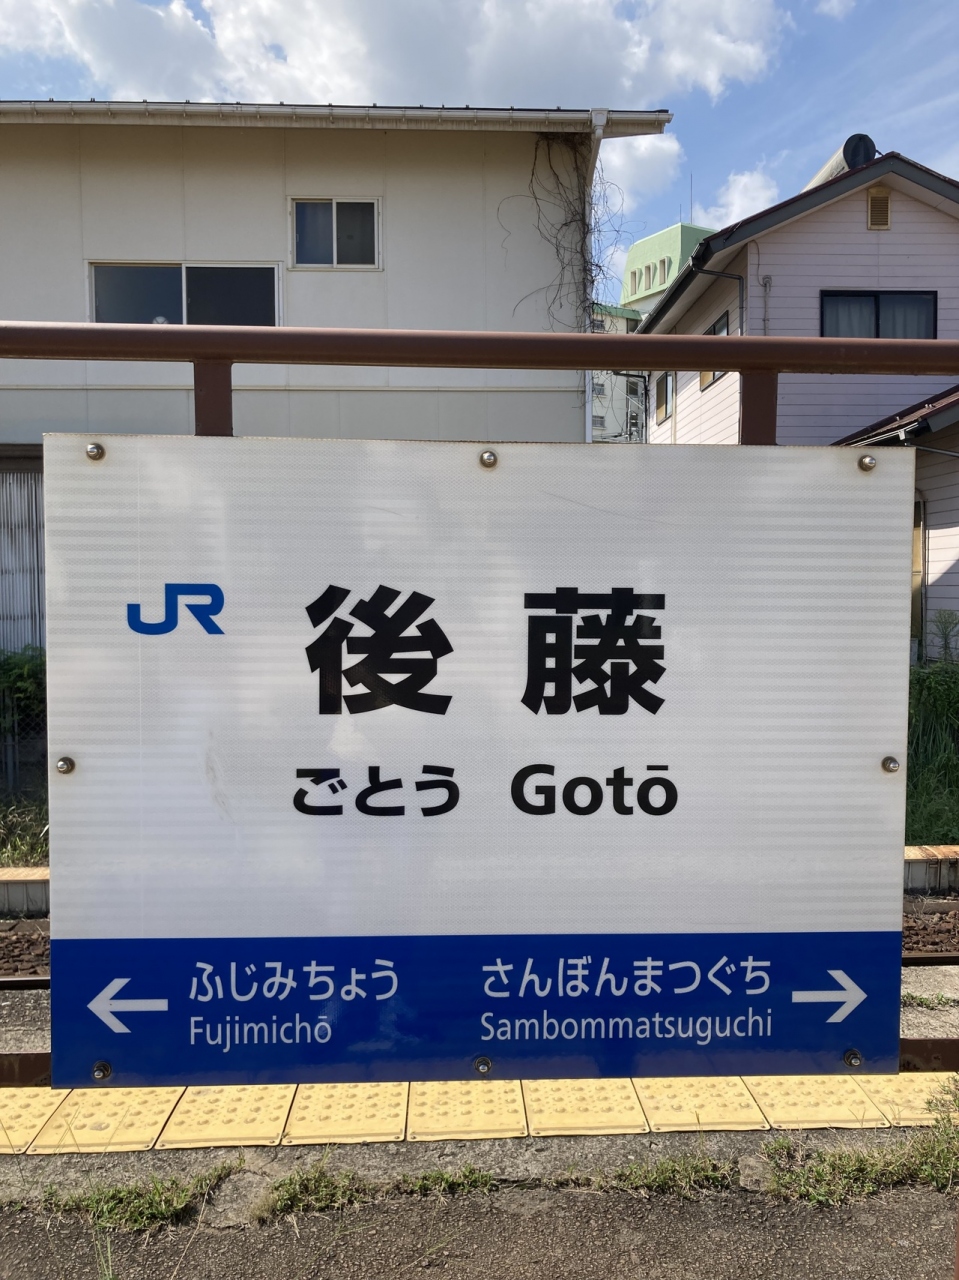 JR 後藤
ごとう Gotō
ふじみちょう さんぼんまつぐち
Fujimichō Sambommatsuguchi